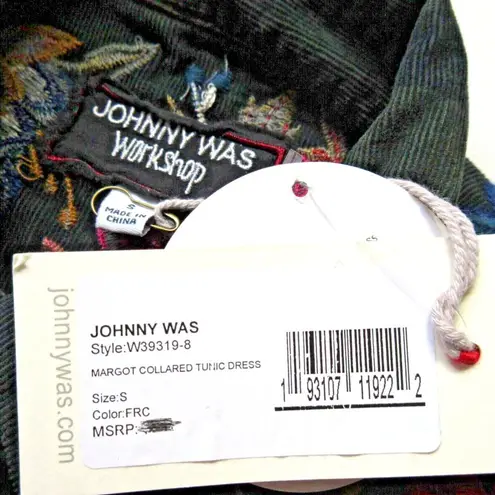 JOHNNY WAS
workshop
S
MADE IN
CHINA
johnnywas.com
JOHNNY WAS
Style:W39319-8
MARGOT COLLARED TUNIC DRESS
Size:S
Color:FRC
MSRP:
1 93107 11922 2